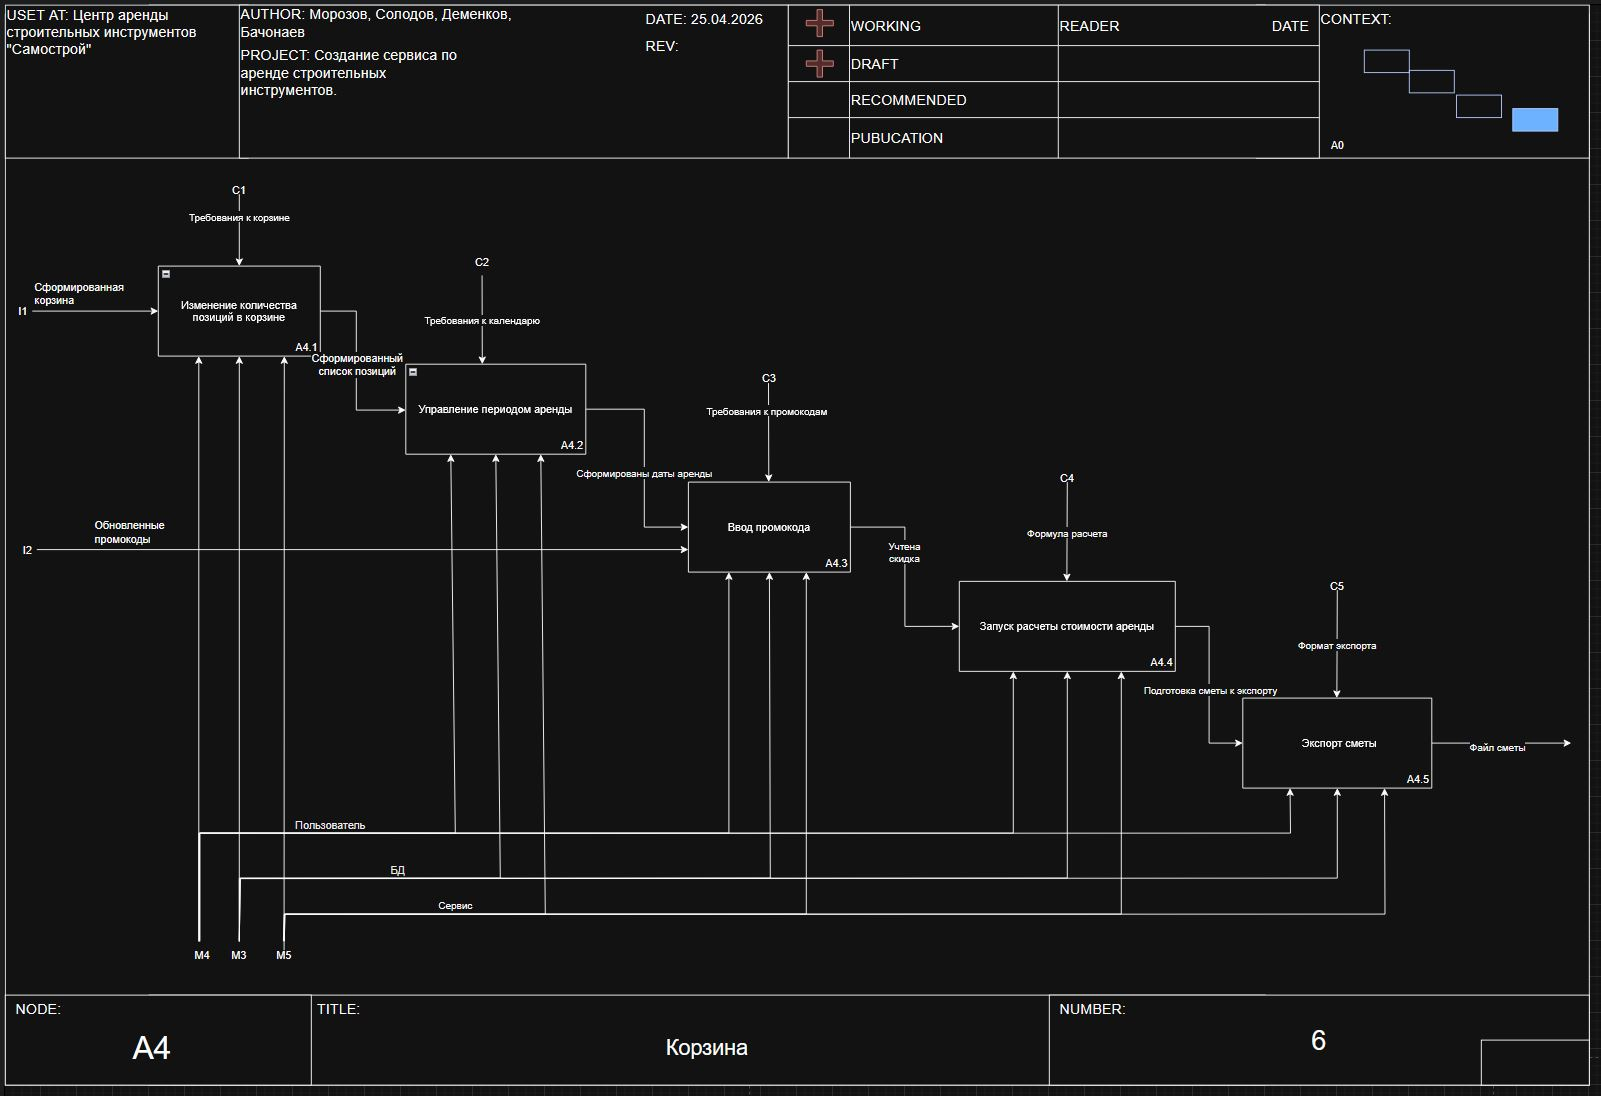 USET AT: Центр аренды
строительных инструментов
"Самострой"
AUTHOR: Морозов, Солодов, Деменков,
Бачонаев
PROJECT: Создание сервиса по
аренде строительных
инструментов.
DATE: 25.04.2026
REV:
WORKING
DRAFT
RECOMMENDED
PUBUCATION
READER DATE
CONTEXT:
A0
C1
Требования к корзине
C2
Требования к календарю
C3
Требования к промокодам
C4
Формула расчета
C5
Формат экспорта
I1
Сформированная
корзина
Изменение количества
позиций в корзине
A4.1
Сформированный
список позиций
Управление периодом аренды
A4.2
Сформированы даты аренды
I2
Обновленные
промокоды
Ввод промокода
A4.3
Учтена
скидка
Запуск расчеты стоимости аренды
A4.4
Подготовка сметы к экспорту
Экспорт сметы
A4.5
Файл сметы
Пользователь
БД
Сервис
M4
M3
M5
NODE:
A4
TITLE:
Корзина
NUMBER:
6